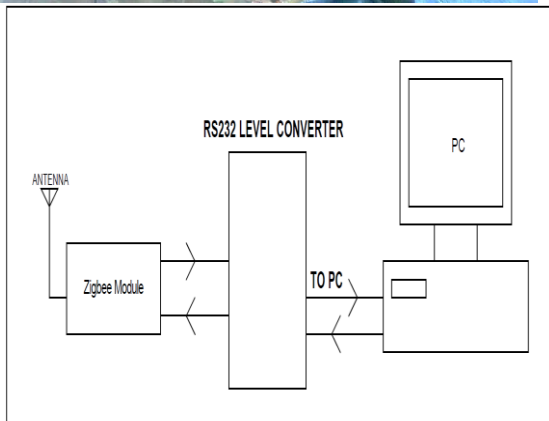 RS232 LEVEL CONVERTER
PC
ANTENNA
Zigbee Module
TO PC